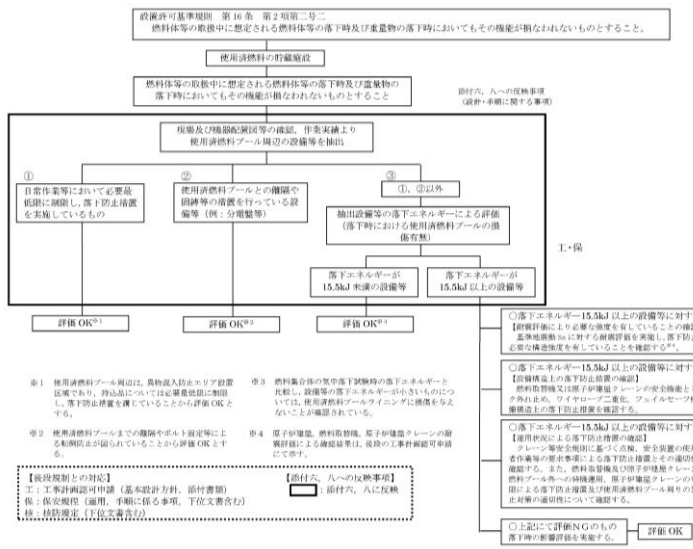 設置許可基準規則 第16条 第2項第二号ニ
燃料体等の取扱中に想定される燃料体等の落下時及び重量物の落下時においてもその機能が損なわれないものとすること。
使用済燃料の貯蔵施設
燃料体等の取扱中に想定される燃料体等の落下時及び重量物の
落下時においてもその機能が損なわれないものとすること
添付六，八への反映事項
（設計・手順に関する事項）
現場及び機器配置図等の確認、作業実績より
使用済燃料プール周辺の設備等を抽出
①
日常作業等において必要最
低限に制限し、落下防止措置
を実施しているもの
②
使用済燃料プールとの離隔や
固縛等の措置を行っている設
備等（例：分電盤等）
③
①，②以外
抽出設備等の落下エネルギーによる評価
（落下時における使用済燃料プールの損
傷有無）
工・保
落下エネルギーが
15.5kJ 未満の設備等
落下エネルギーが
15.5kJ 以上の設備等
評価 OK※1
評価 OK※2
評価 OK※3
○落下エネルギー15.5kJ 以上の設備等に対す
【耐震評価により必要な強度を有していることの確認
基準地震動 Ss に対する耐震評価を実施し、落下防止
必要な構造強度を有していることを確認する※4。
○落下エネルギー15.5kJ 以上の設備等に対す
【設備構造上の落下防止措置の確認】
燃料取替機又は原子炉建屋クレーンの安全機能と
ク外れ止め，ワイヤロープ二重化，フェイルセーフ機
備構造上の落下防止措置を確認する。
○落下エネルギー15.5kJ 以上の設備等に対す
【運用状況による落下防止措置の確認】
クレーン等安全規則に基づく点検，安全装置の使用
者作業等の要求事項による落下防止措置とその適切
確認する。また，燃料取替機及び原子炉建屋クレーン
燃料プール外への待機運用，原子炉建屋クレーンの
限による落下防止措置及び使用済燃料プール周りの
止対策の適切性について確認する。
○上記にて評価NGのもの
落下時の影響評価を実施する。
評価 OK
※1 使用済燃料プール周辺は，異物混入防止エリア設置
区域であり，持込品については必要最低限に制限
し，落下防止措置を講じていることから評価 OK と
する。
※2 使用済燃料プールまでの離隔やボルト固定等によ
る転倒防止が図られていることから評価 OK とす
る。
※3 燃料集合体の気中落下試験時の落下エネルギーと
比較し，設備等の落下エネルギーが小さいものにつ
いては，使用済燃料プールライニングに損傷を与え
ないことが確認されている。
※4 原子炉建屋，燃料取替機，原子炉建屋クレーンの耐
震評価による確認結果は，後段の工事計画認可申請
にて示す。
【後段規制との対応】
工：工事計画認可申請（基本設計方針，添付書類）
保：保安規程（運用，手順に係る事項，下位文書含む）
核：核防規定（下位文書含む）
【添付六，八への反映事項】
：添付六，八に反映